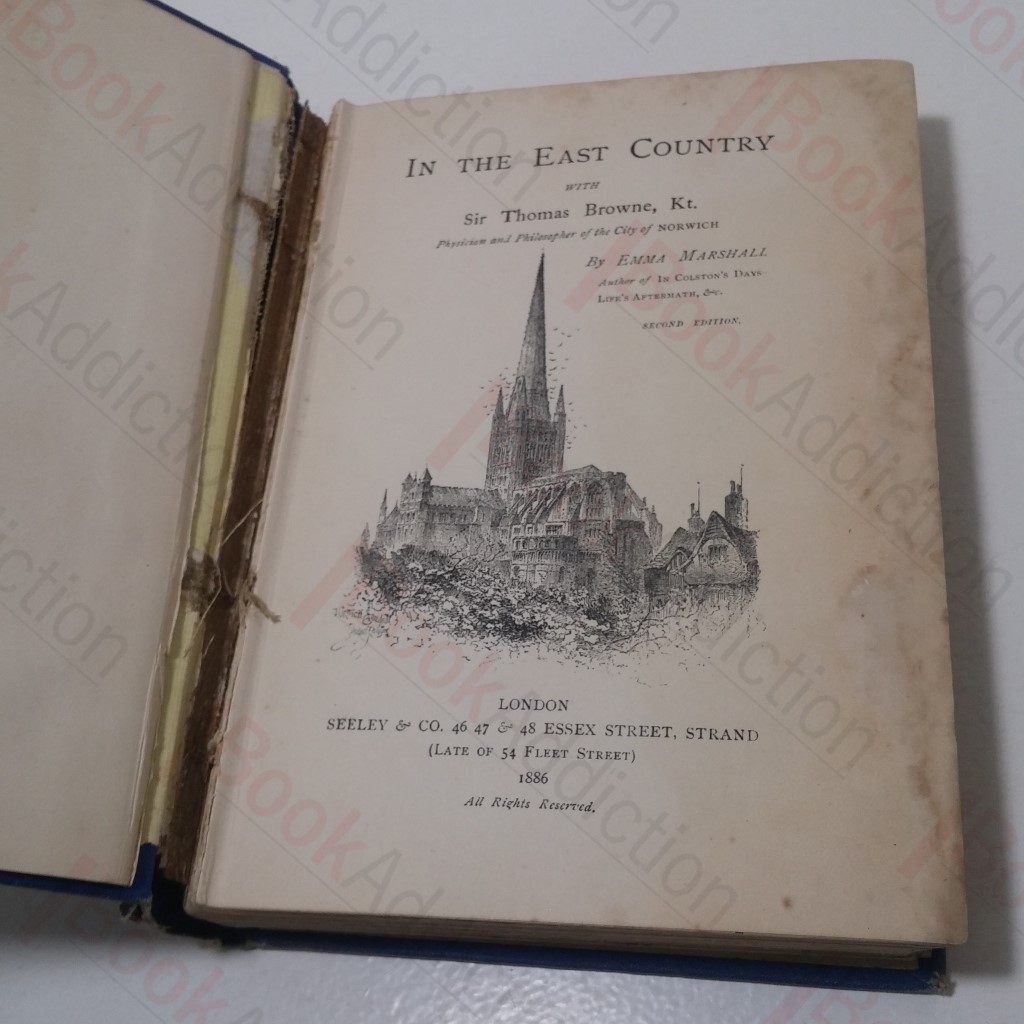 IN THE EAST COUNTRY
WITH
Sir Thomas Browne, Kt.
Physician and Philosopher of the City of NORWICH
By EMMA MARSHALL
Author of IN COLSTON'S DAYS
LIFE'S AFTERMATH, &c.
SECOND EDITION.
LONDON
SEELEY & CO. 46 47 & 48 ESSEX STREET, STRAND
(LATE OF 54 FLEET STREET)
1886
All Rights Reserved.
BookAddiction